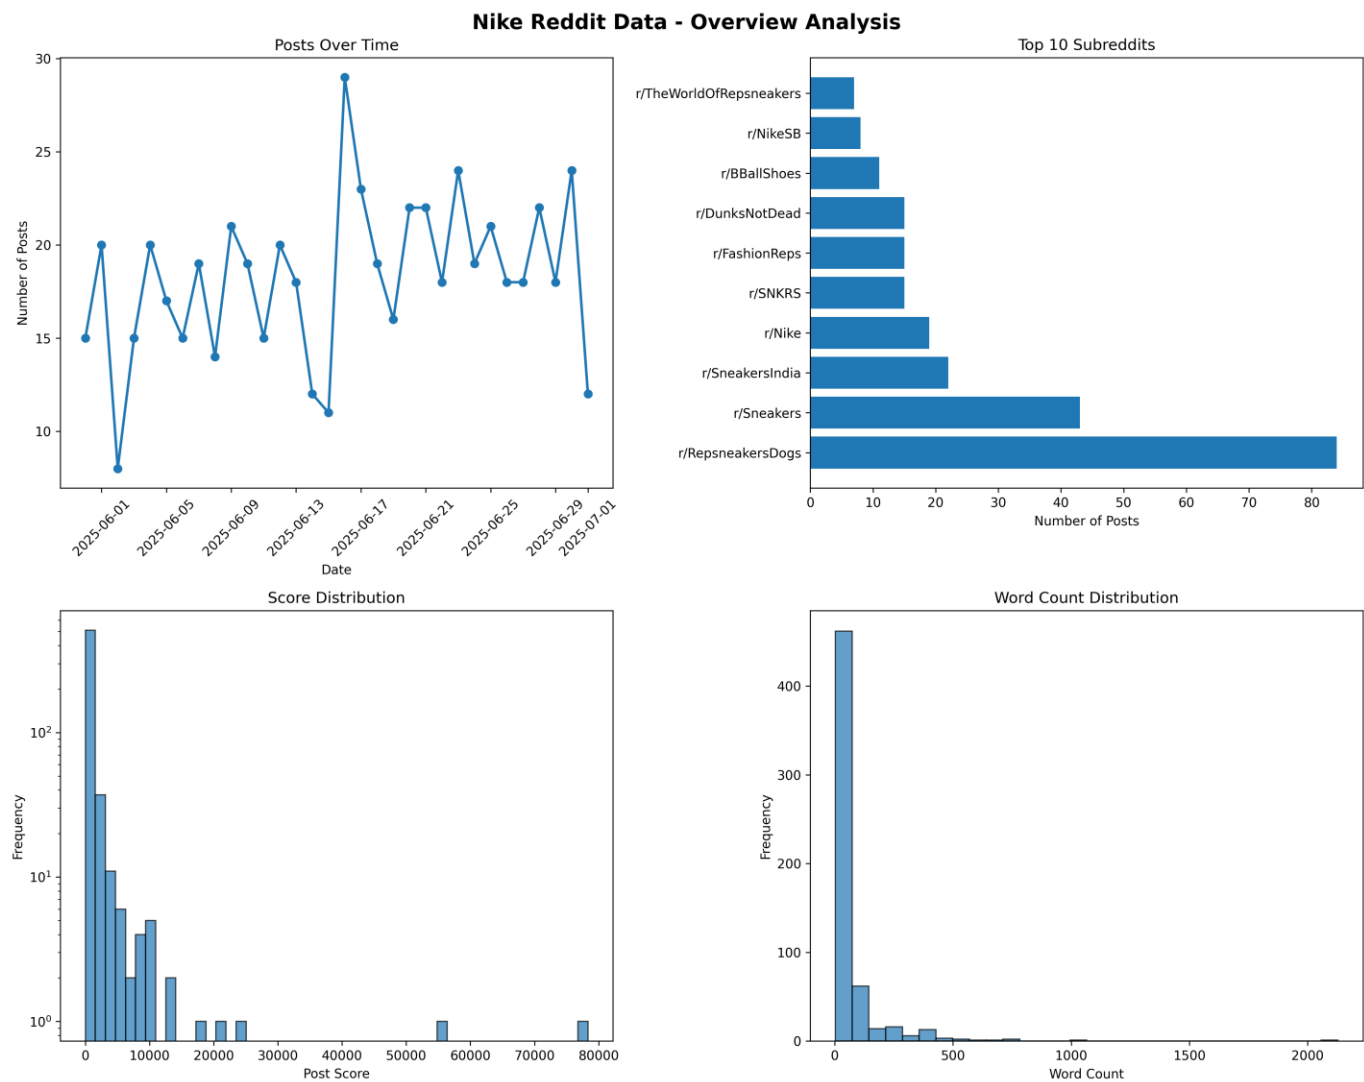 Nike Reddit Data - Overview Analysis
Posts Over Time
Number of Posts
30
25
20
15
10
2025-06-01
2025-06-05
2025-06-09
2025-06-13
2025-06-17
2025-06-21
2025-06-25
2025-06-29
2025-07-01
Date
Top 10 Subreddits
r/TheWorldOfRepsneakers
r/NikeSB
r/BBallShoes
r/DunksNotDead
r/FashionReps
r/SNKRS
r/Nike
r/SneakersIndia
r/Sneakers
r/RepsneakersDogs
0 10 20 30 40 50 60 70 80
Number of Posts
Score Distribution
Frequency
10²
10¹
10⁰
0 10000 20000 30000 40000 50000 60000 70000 80000
Post Score
Word Count Distribution
Frequency
400
300
200
100
0
0 500 1000 1500 2000
Word Count